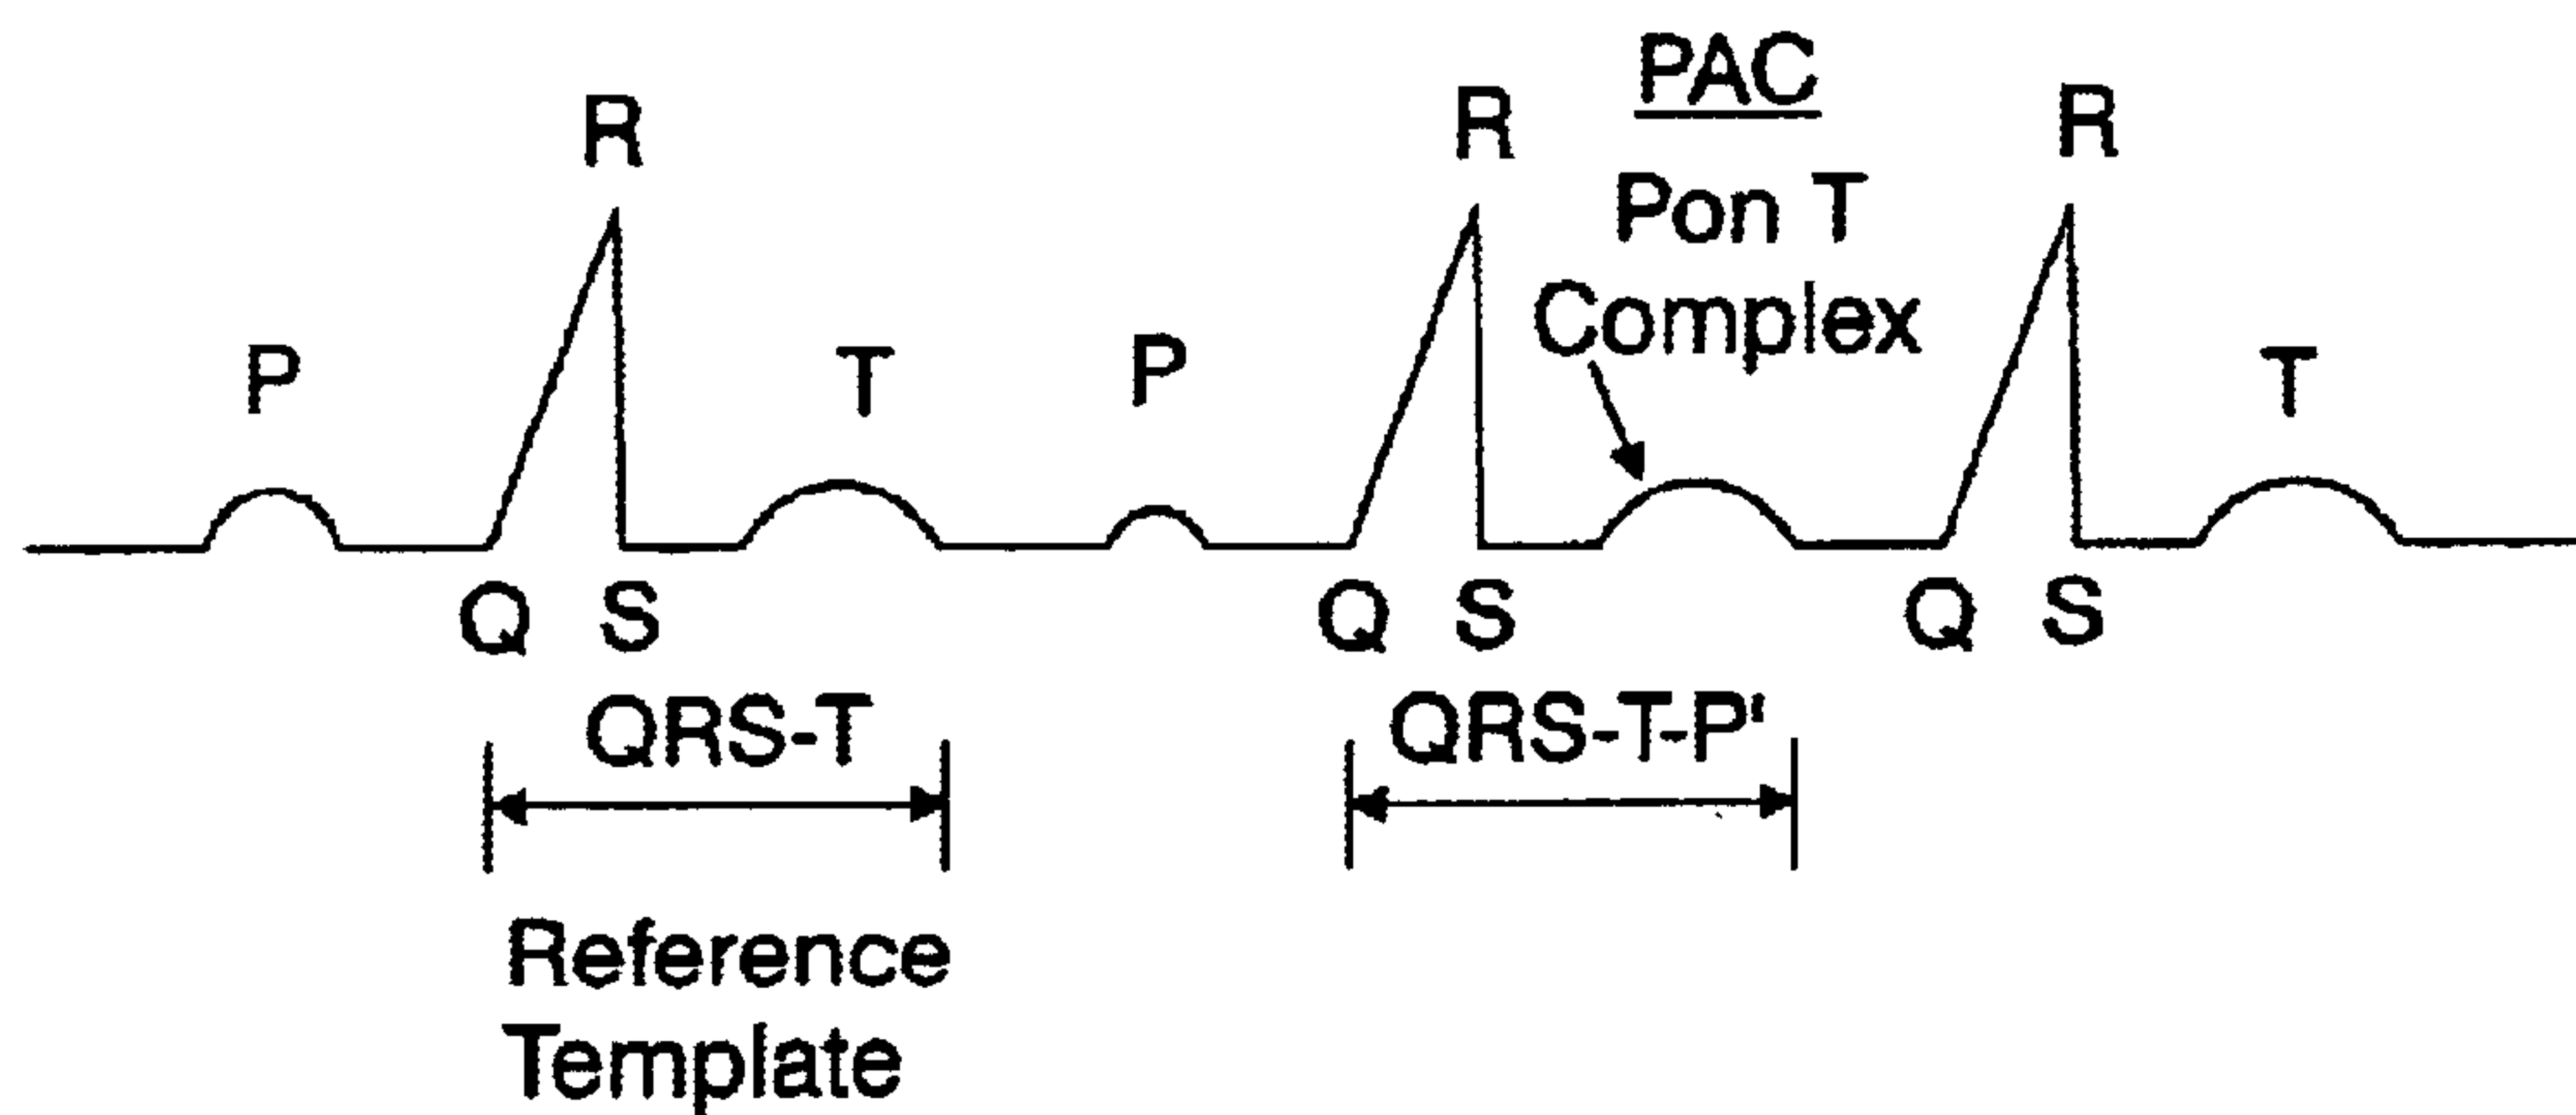 PAC
R
R
R
Pon T
Complex
P
T
P
T
Q S
Q S
Q S
QRS-T
QRS-T-P'
Reference
Template